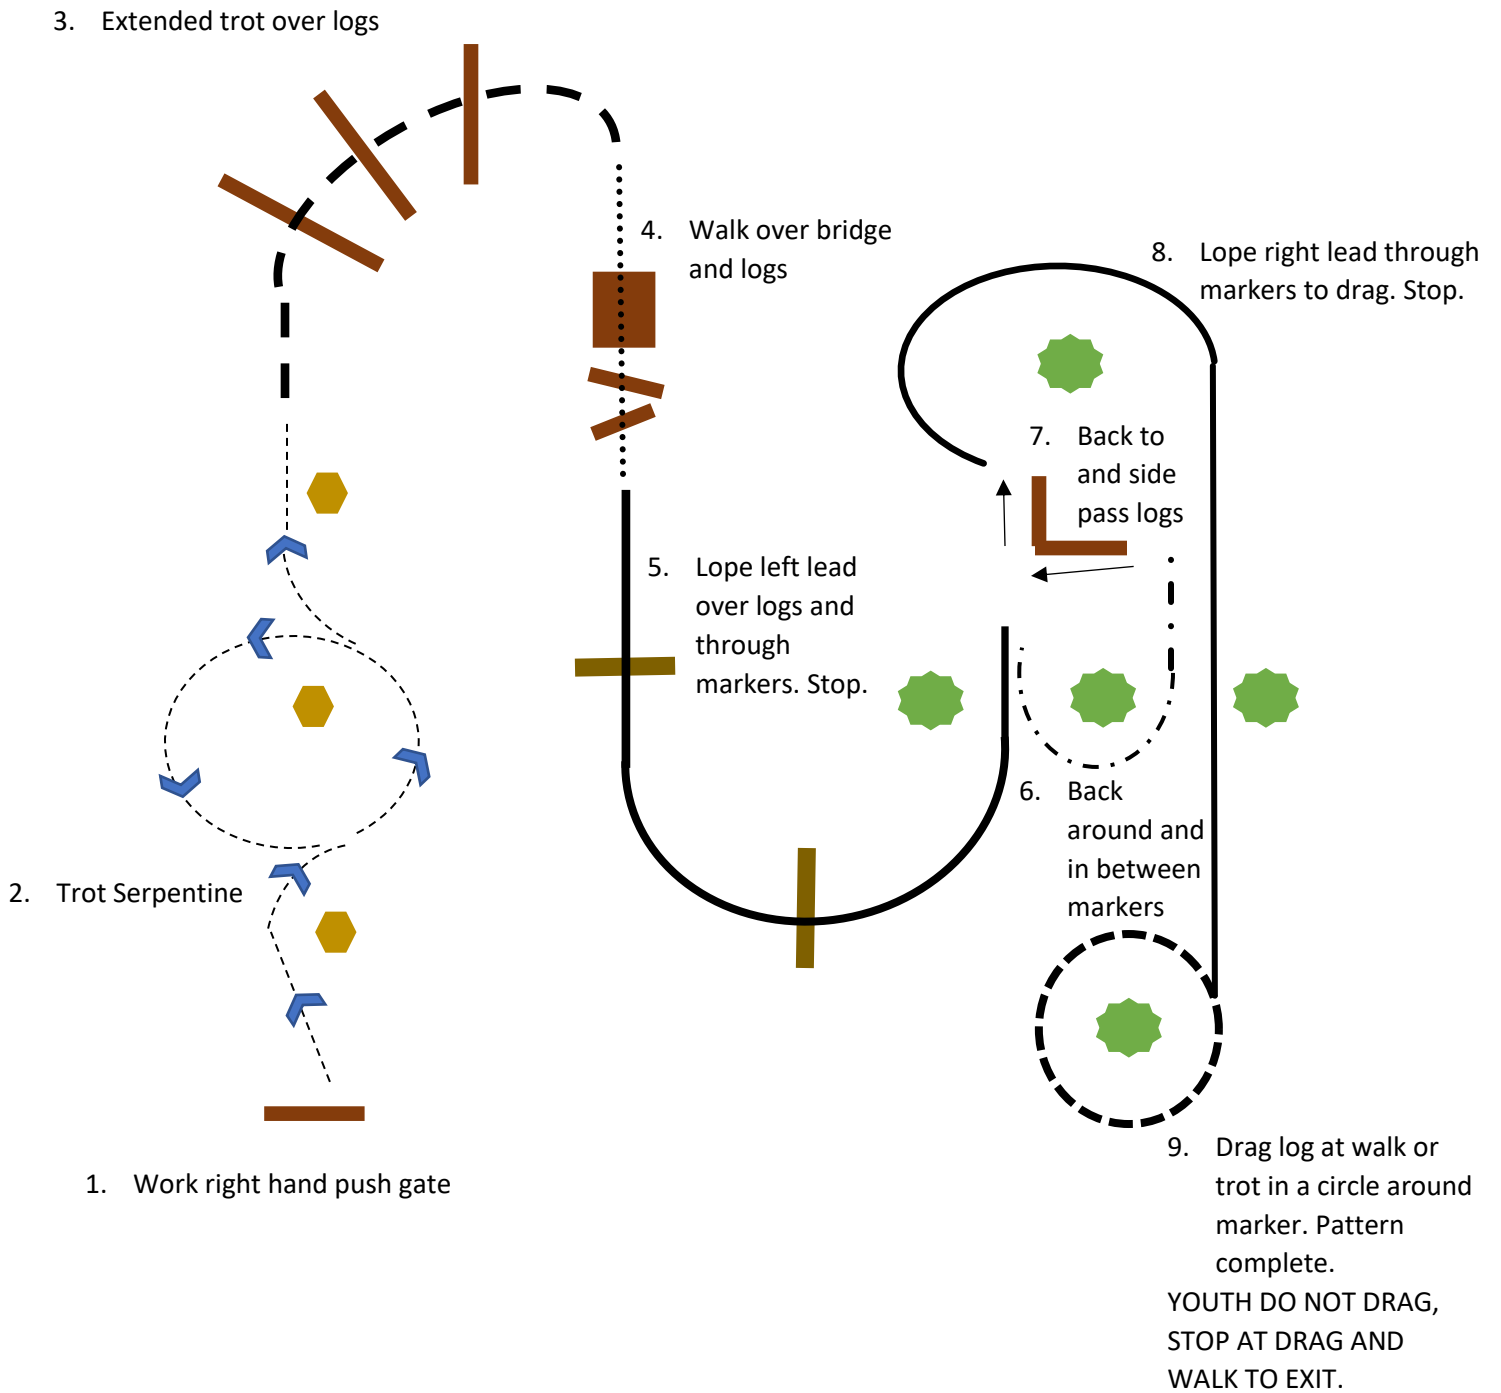 3. Extended trot over logs
4. Walk over bridge
and logs
8. Lope right lead through
markers to drag. Stop.
7. Back to
and side
pass logs
5. Lope left lead
over logs and
through
markers. Stop.
6. Back
around and
in between
markers
2. Trot Serpentine
1. Work right hand push gate
9. Drag log at walk or
trot in a circle around
marker. Pattern
complete.
YOUTH DO NOT DRAG,
STOP AT DRAG AND
WALK TO EXIT.